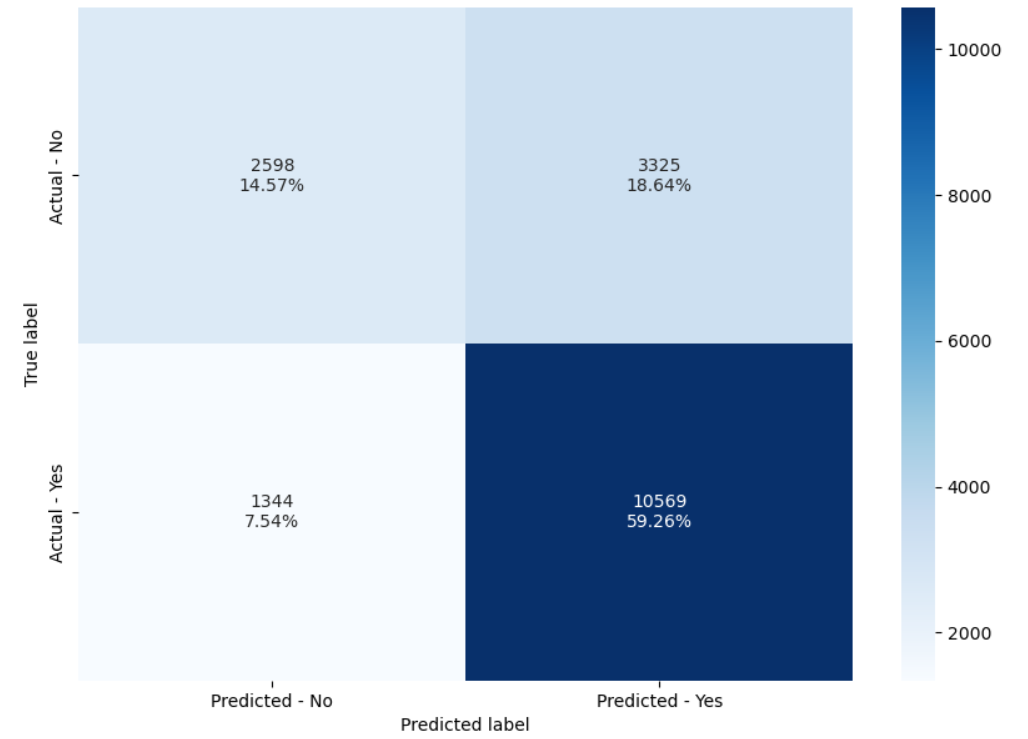 10000
2598
14.57%
3325
18.64%
Actual - No
8000
True label
6000
1344
7.54%
10569
59.26%
Actual - Yes
4000
2000
Predicted - No
Predicted - Yes
Predicted label